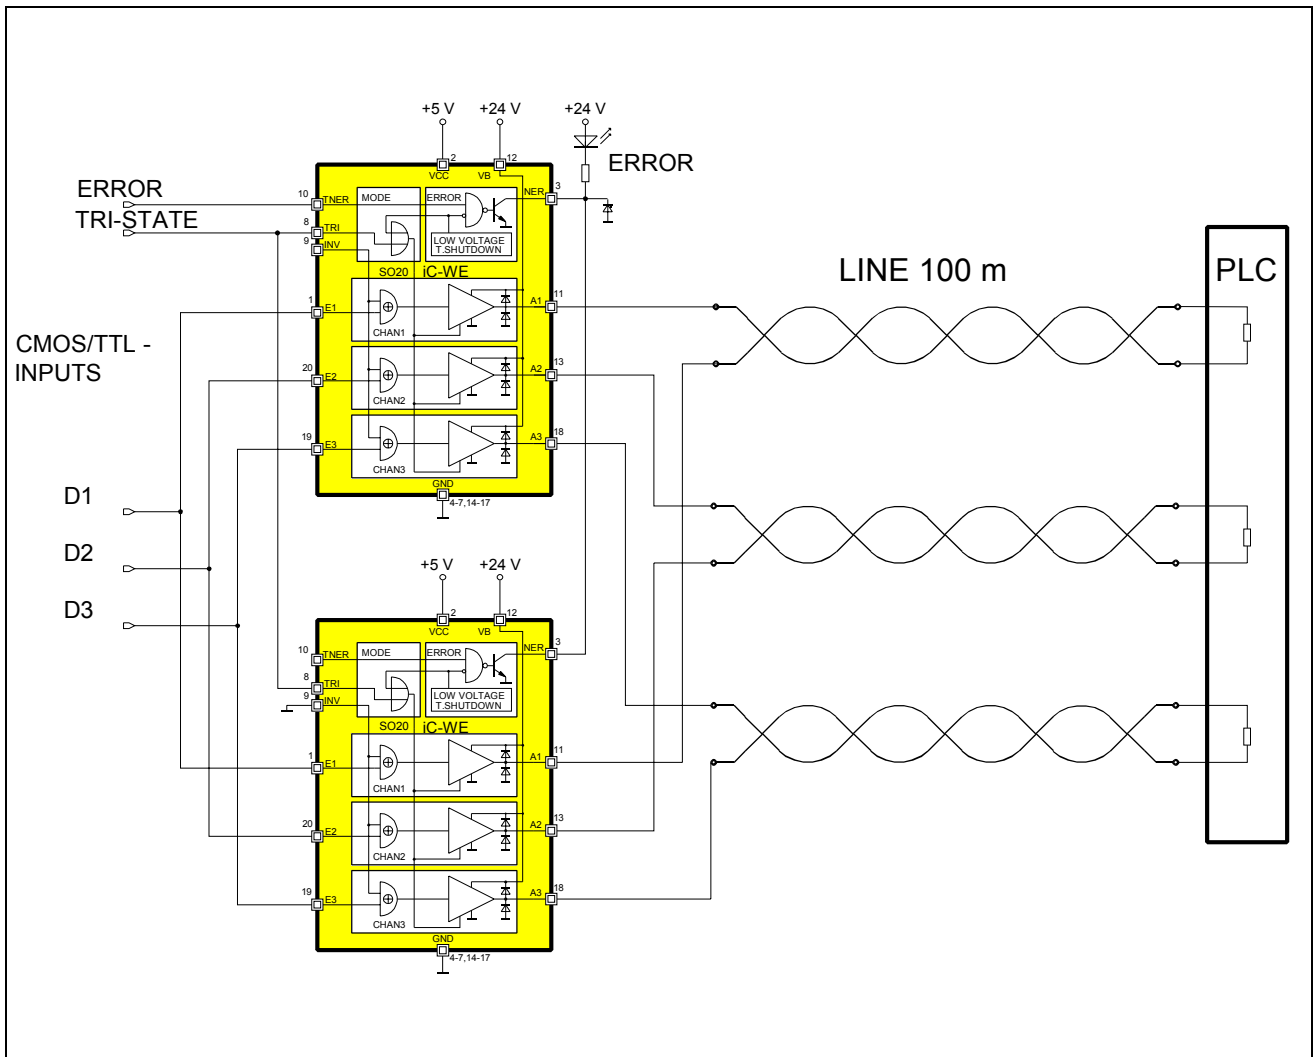 +5 V +24 V +24 V
2 12
VCC VB
ERROR
ERROR
10 TNER MODE ERROR NER 3
TRI-STATE
8 TRI
9 INV
LOW VOLTAGE
T.SHUTDOWN
SO20 iC-WE
LINE 100 m
PLC
1 E1 A1 11
CHAN1
CMOS/TTL -
INPUTS
20 E2 A2 13
CHAN2
19 E3 A3 18
CHAN3
GND
4-7,14-17
D1
D2
D3
+5 V +24 V
2 12
VCC VB
10 TNER MODE ERROR NER 3
8 TRI
9 INV
LOW VOLTAGE
T.SHUTDOWN
SO20 iC-WE
1 E1 A1 11
CHAN1
20 E2 A2 13
CHAN2
19 E3 A3 18
CHAN3
GND
4-7,14-17